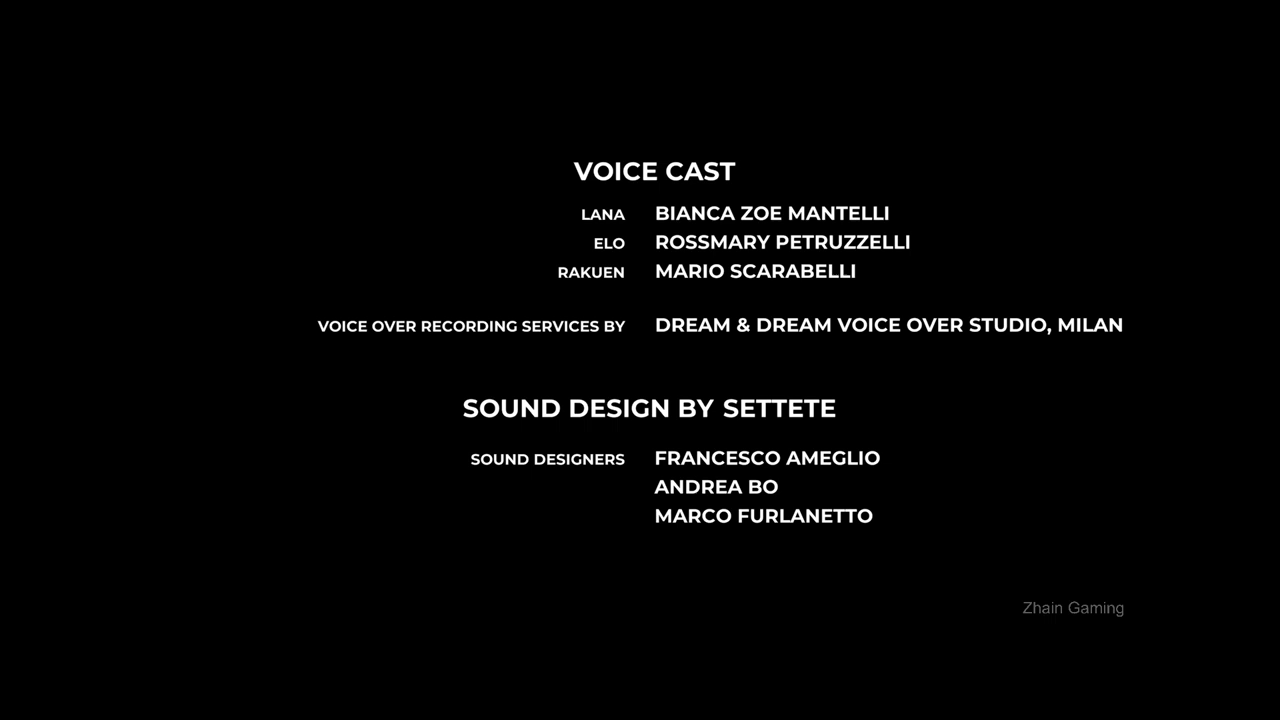 VOICE CAST
LANA BIANCA ZOE MANTELLI
ELO ROSSMARY PETRUZZELLI
RAKUEN MARIO SCARABELLI
VOICE OVER RECORDING SERVICES BY DREAM & DREAM VOICE OVER STUDIO, MILAN
SOUND DESIGN BY SETTETE
SOUND DESIGNERS FRANCESCO AMEGLIO
ANDREA BO
MARCO FURLANETTO
Zhain Gaming